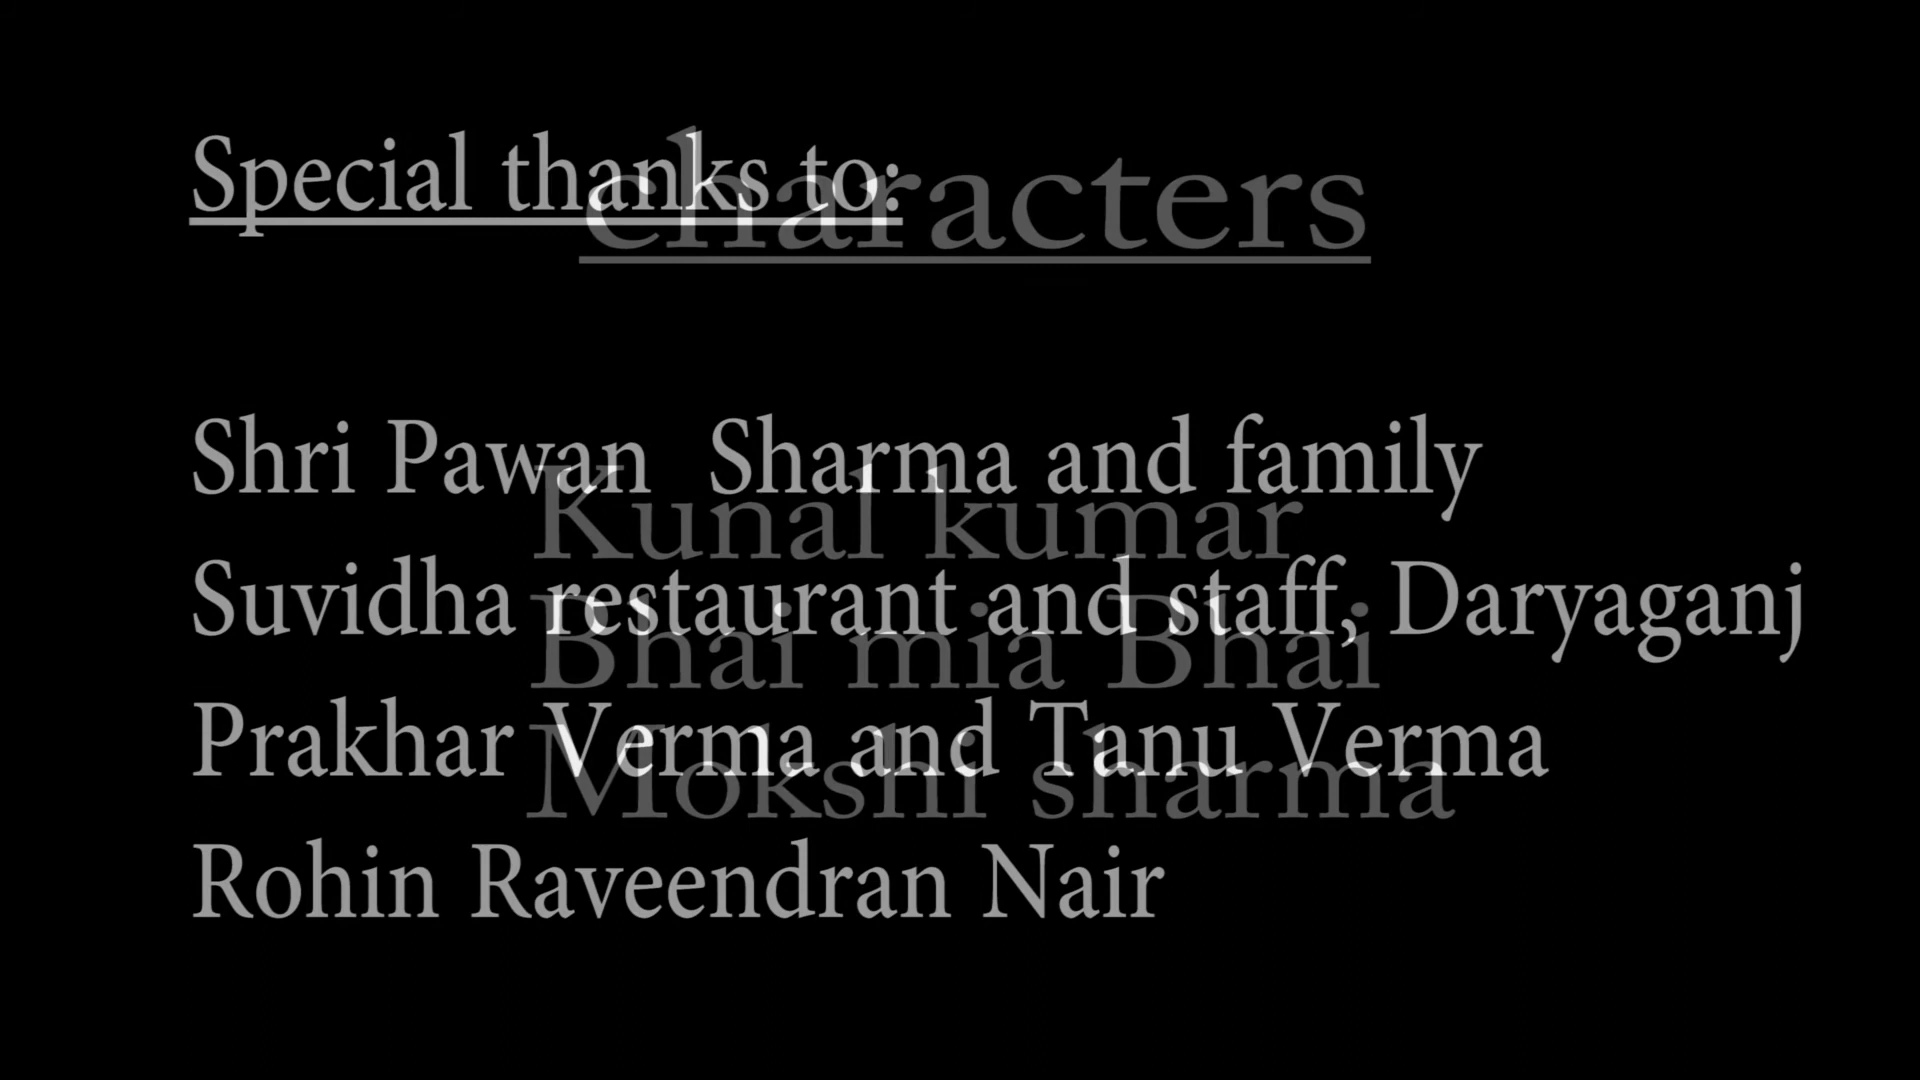 Special thanks to:
Shri Pawan  Sharma and family
Suvidha restaurant and staff, Daryaganj
Prakhar Verma and Tanu Verma
Rohin Raveendran Nair
characters
Kunal kumar
Bhai mia Bhai
Mokshi sharma